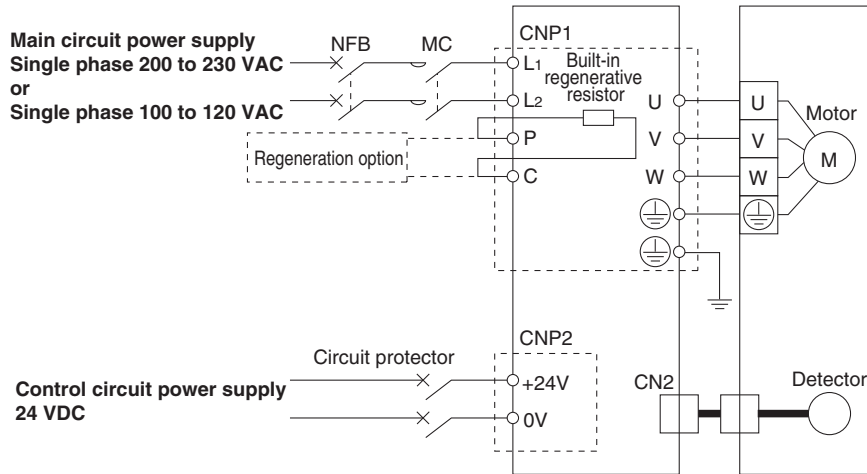 Main circuit power supply
Single phase 200 to 230 VAC
or
Single phase 100 to 120 VAC
NFB
MC
CNP1
L1
L2
P
C
Built-in
regenerative
resistor
Regeneration option
U
V
W
U
V
W
Motor
M
CNP2
Circuit protector
+24V
0V
Control circuit power supply
24 VDC
CN2
Detector